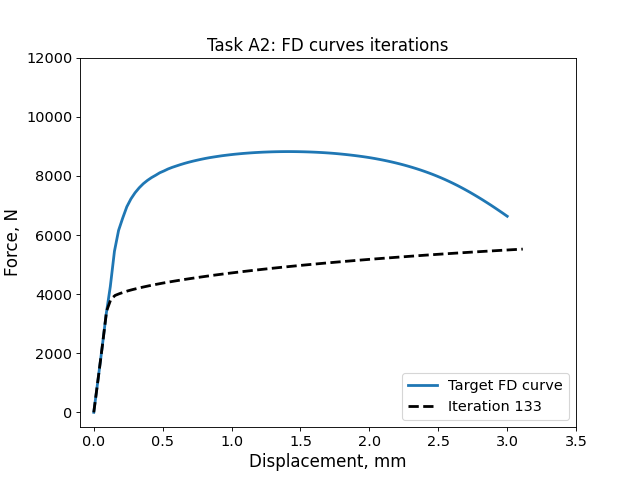 Task A2: FD curves iterations
12000
10000
8000
6000
4000
2000
0
Force, N
0.0 0.5 1.0 1.5 2.0 2.5 3.0 3.5
Displacement, mm
Target FD curve
Iteration 133